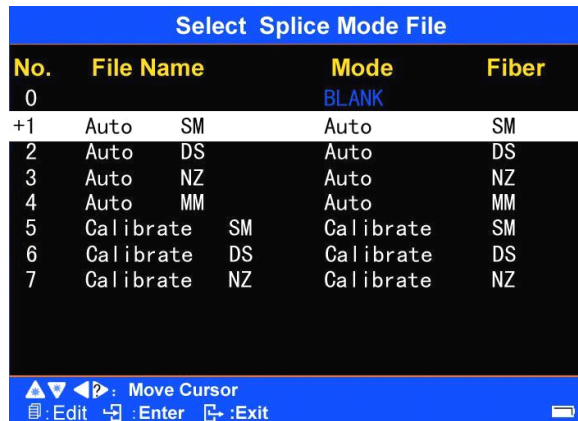 Select Splice Mode File
No. File Name Mode Fiber
0 BLANK
+1 Auto SM Auto SM
2 Auto DS Auto DS
3 Auto NZ Auto NZ
4 Auto MM Auto MM
5 Calibrate SM Calibrate SM
6 Calibrate DS Calibrate DS
7 Calibrate NZ Calibrate NZ
?: Move Cursor
:Edit :Enter :Exit